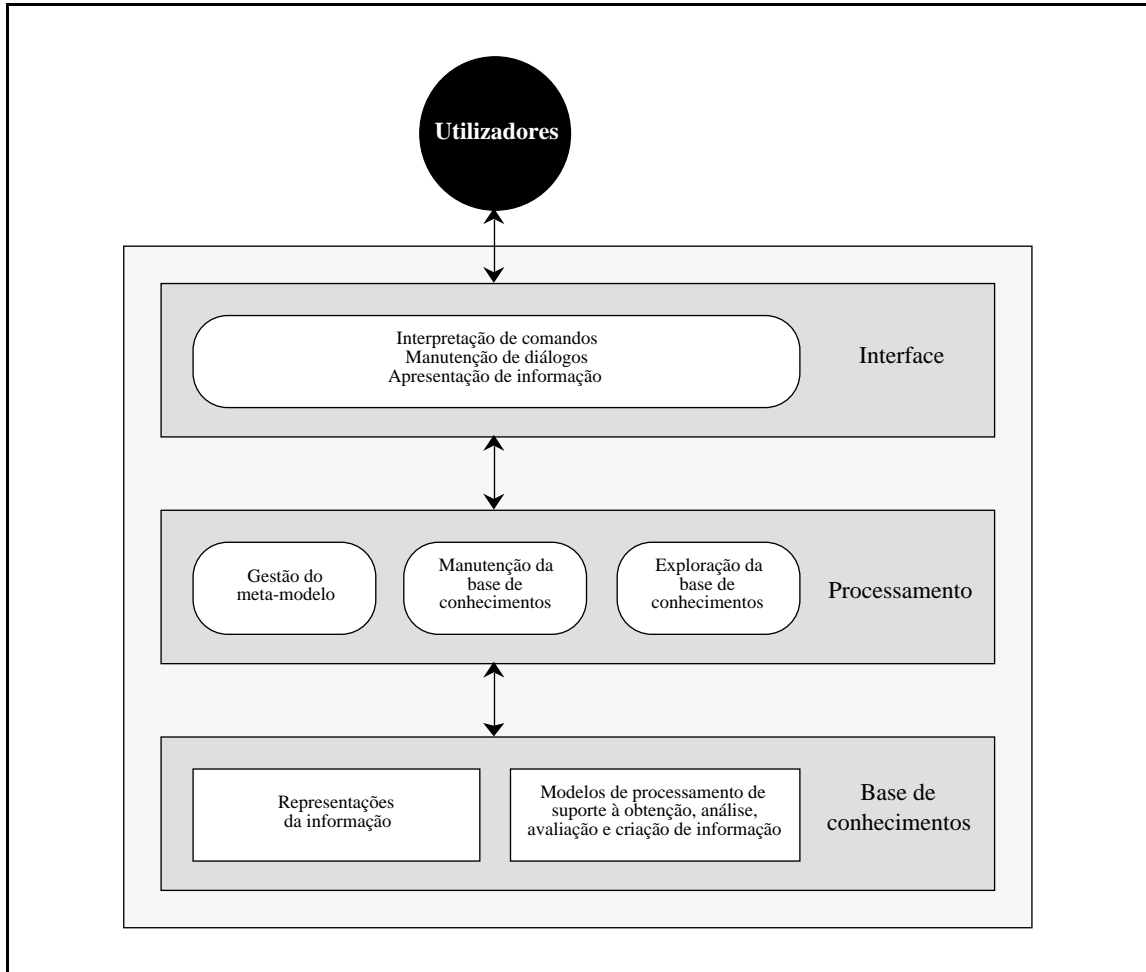 Utilizadores
Interpretação de comandos
Manutenção de diálogos
Apresentação de informação
Interface
Gestão do
meta-modelo
Manutenção da
base de
conhecimentos
Exploração da
base de
conhecimentos
Processamento
Representações
da informação
Modelos de processamento de
suporte à obtenção, análise,
avaliação e criação de informação
Base de
conhecimentos